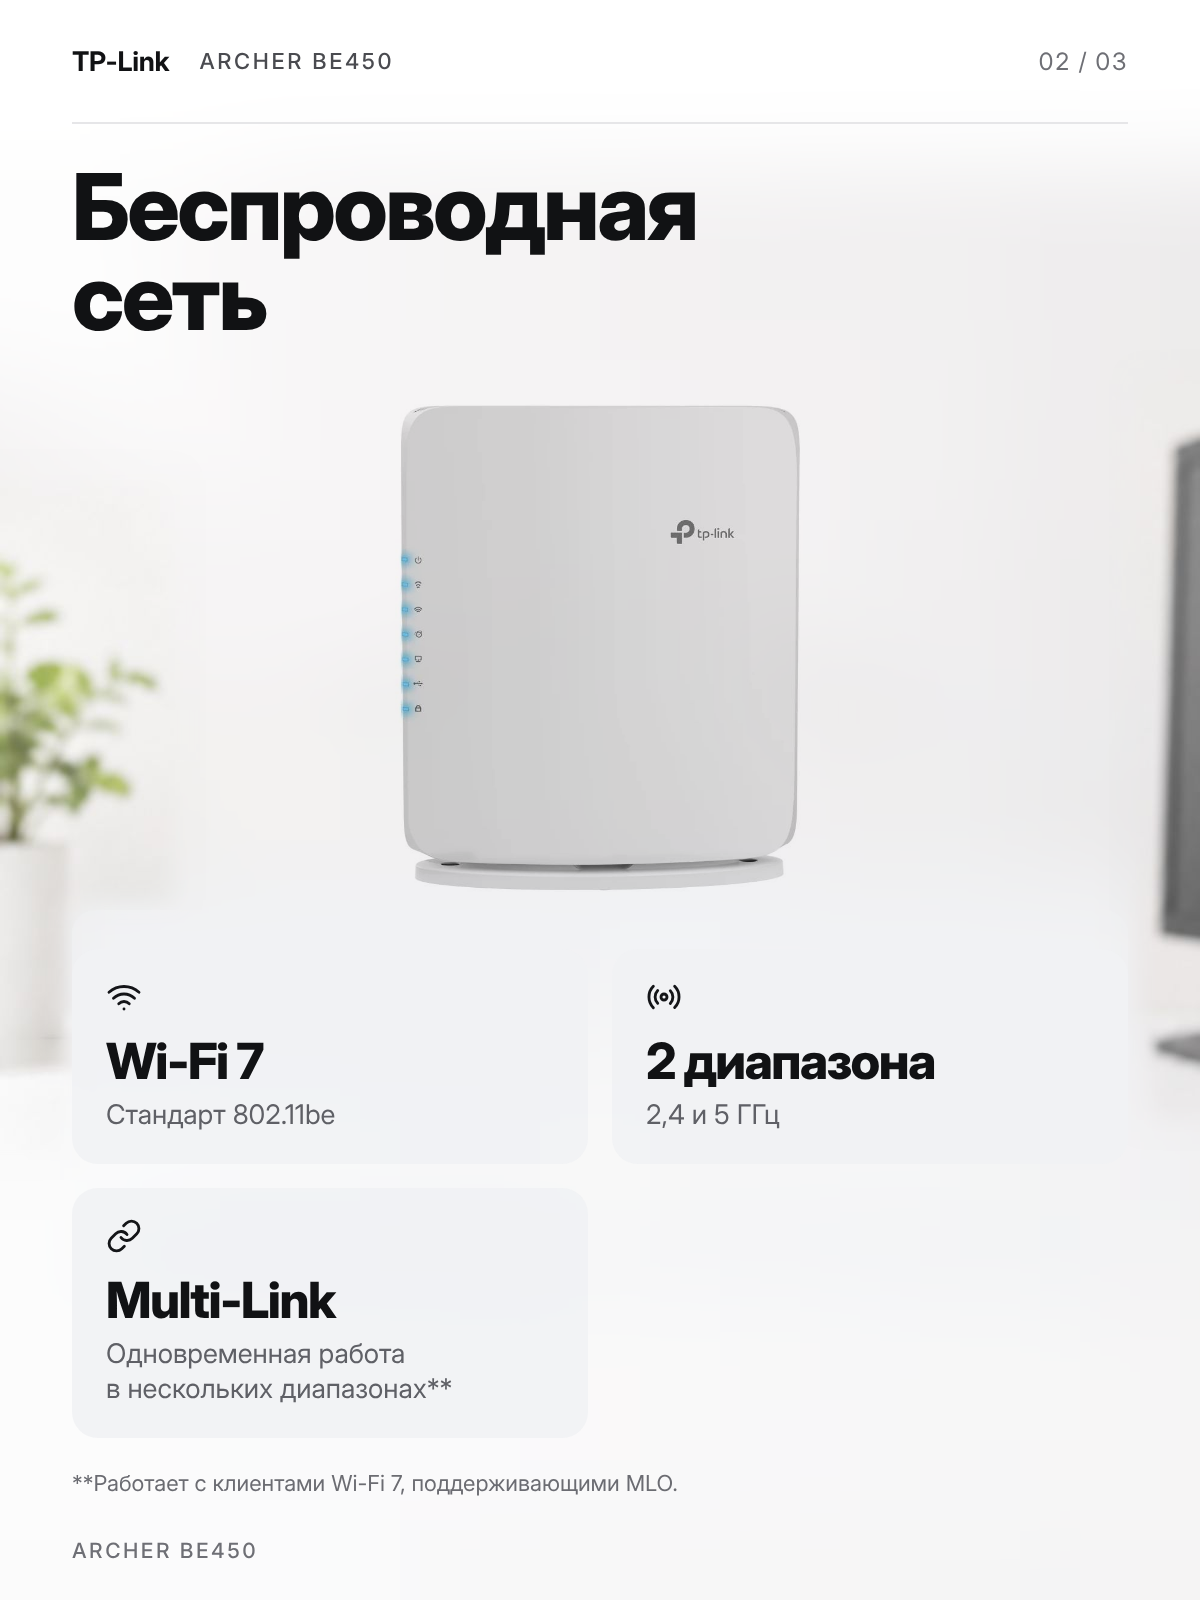 TP-Link ARCHER BE450 02 / 03
Беспроводная
сеть
tp-link
Wi-Fi 7
Стандарт 802.11be
2 диапазона
2,4 и 5 ГГц
Multi-Link
Одновременная работа
в нескольких диапазонах**
**Работает с клиентами Wi-Fi 7, поддерживающими MLO.
ARCHER BE450